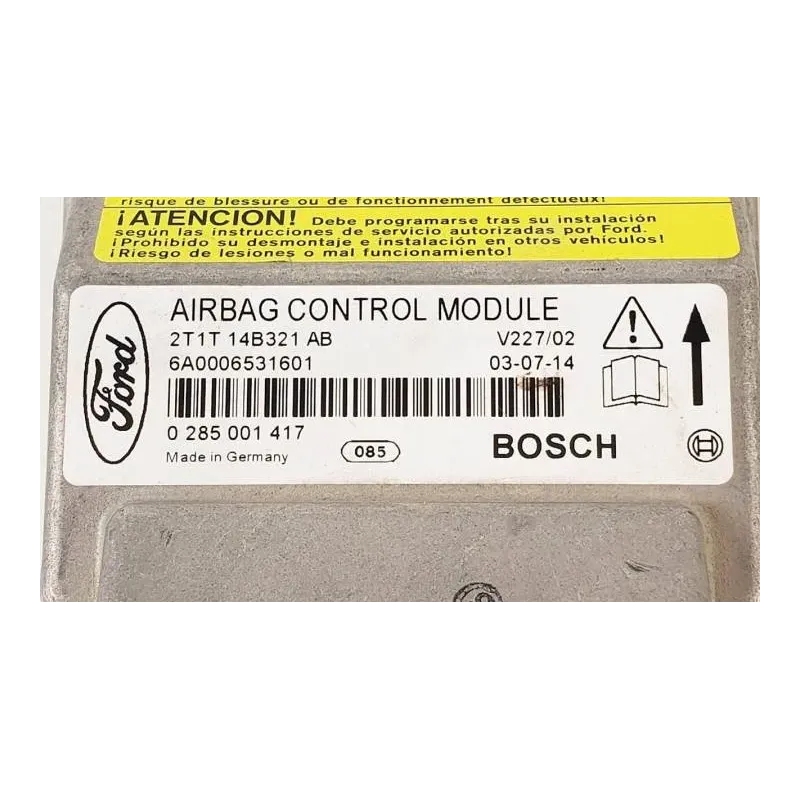 risque de blessure ou de fonctionnement defectueux!
¡ATENCION! Debe programarse tras su instalación
según las instrucciones de servicio autorizadas por Ford.
¡Prohibido su desmontaje e instalación en otros vehículos!
¡Riesgo de lesiones o mal funcionamiento!
Ford
AIRBAG CONTROL MODULE
2T1T 14B321 AB V227/02
6A0006531601 03-07-14
0 285 001 417
Made in Germany 085 BOSCH